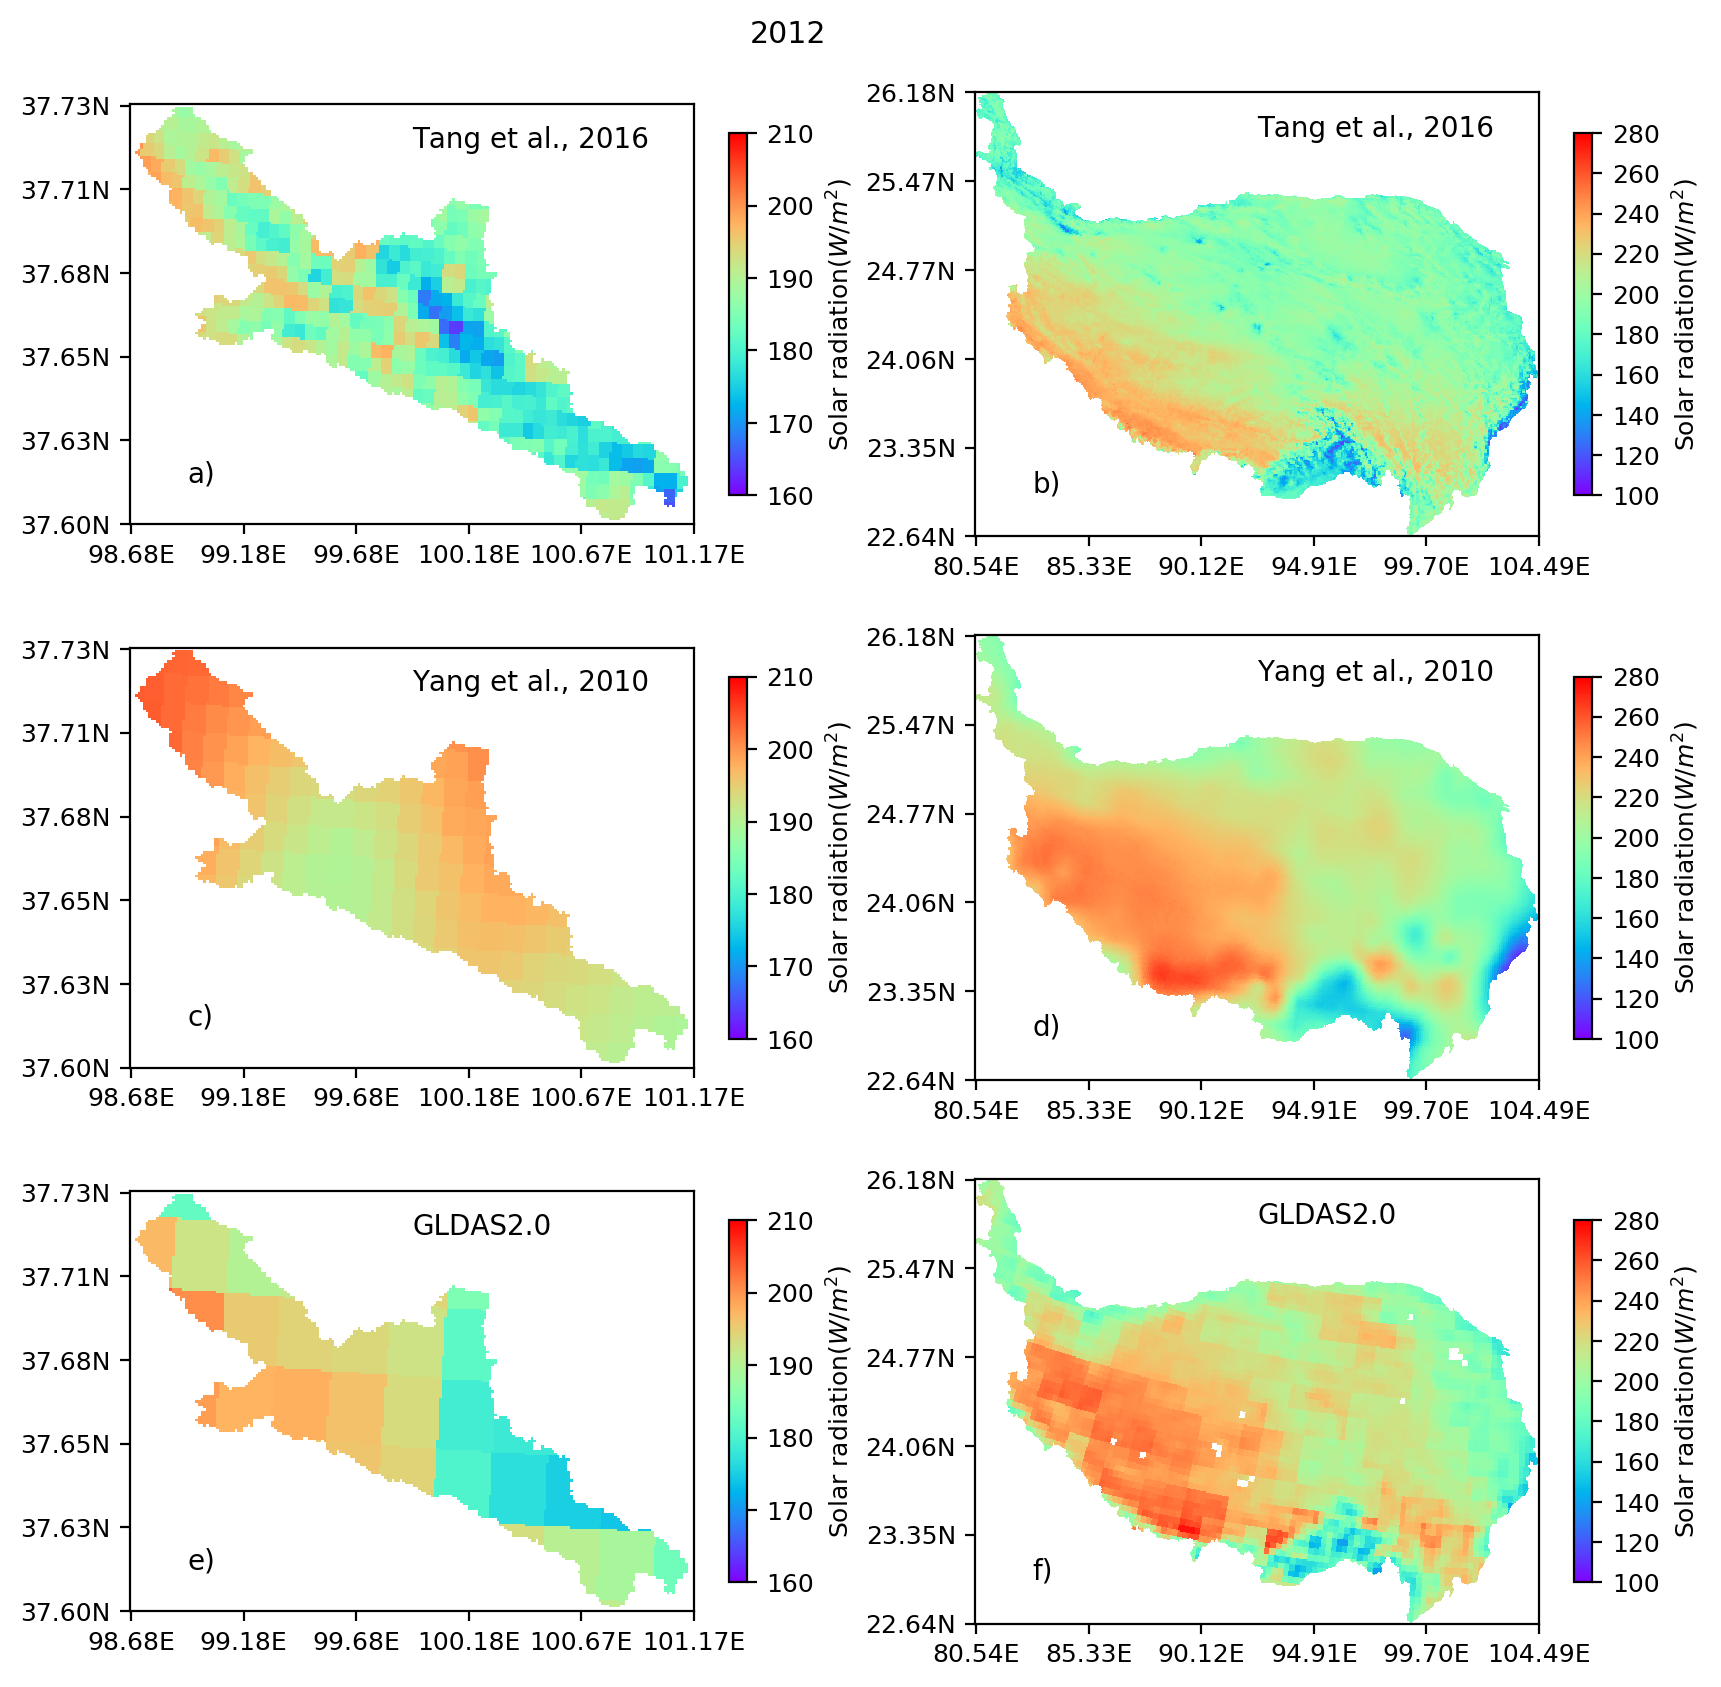 2012
Tang et al., 2016
a)
37.73N
37.71N
37.68N
37.65N
37.63N
37.60N
98.68E 99.18E 99.68E 100.18E 100.67E 101.17E
210
200
190
180
170
160
Solar radiation(W/m²)
Tang et al., 2016
b)
26.18N
25.47N
24.77N
24.06N
23.35N
22.64N
80.54E 85.33E 90.12E 94.91E 99.70E 104.49E
280
260
240
220
200
180
160
140
120
100
Solar radiation(W/m²)
Yang et al., 2010
c)
37.73N
37.71N
37.68N
37.65N
37.63N
37.60N
98.68E 99.18E 99.68E 100.18E 100.67E 101.17E
210
200
190
180
170
160
Solar radiation(W/m²)
Yang et al., 2010
d)
26.18N
25.47N
24.77N
24.06N
23.35N
22.64N
80.54E 85.33E 90.12E 94.91E 99.70E 104.49E
280
260
240
220
200
180
160
140
120
100
Solar radiation(W/m²)
GLDAS2.0
e)
37.73N
37.71N
37.68N
37.65N
37.63N
37.60N
98.68E 99.18E 99.68E 100.18E 100.67E 101.17E
210
200
190
180
170
160
Solar radiation(W/m²)
GLDAS2.0
f)
26.18N
25.47N
24.77N
24.06N
23.35N
22.64N
80.54E 85.33E 90.12E 94.91E 99.70E 104.49E
280
260
240
220
200
180
160
140
120
100
Solar radiation(W/m²)